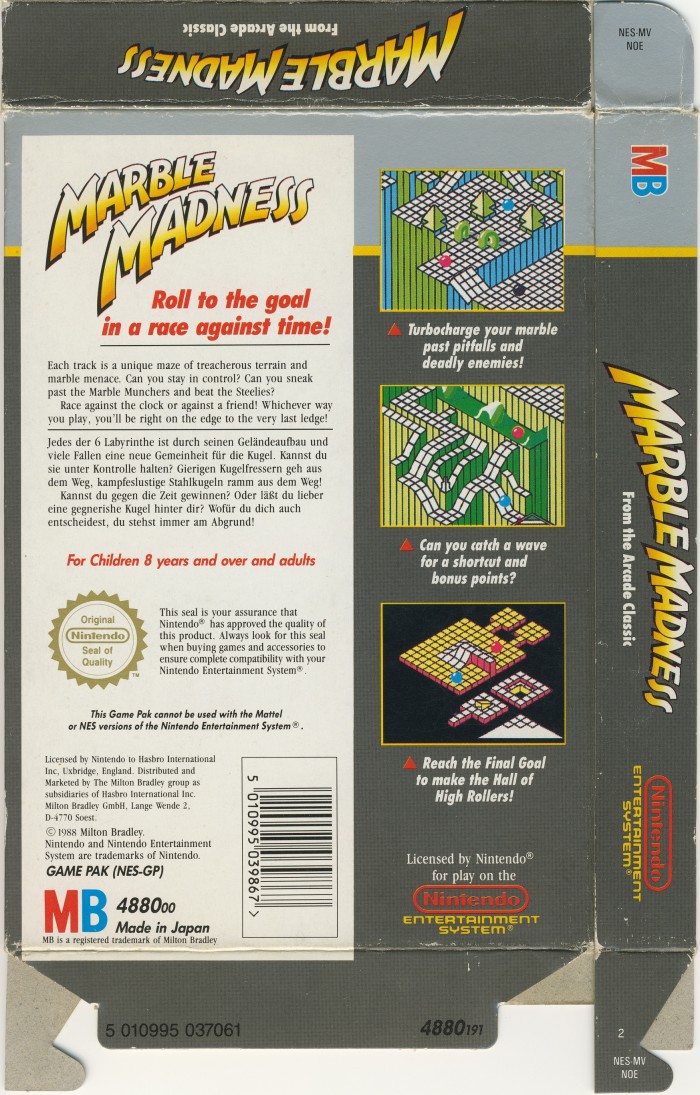 MARBLE MADNESS
From the Arcade Classic
NES-MV
NOE
MB
MARBLE MADNESS
From the Arcade Classic
Nintendo
ENTERTAINMENT
SYSTEM®
2
NES-MV
NOE
MARBLE
MADNESS
Roll to the goal
in a race against time!
Each track is a unique maze of treacherous terrain and
marble menace. Can you stay in control? Can you sneak
past the Marble Munchers and beat the Steelies?
Race against the clock or against a friend! Whichever way
you play, you'll be right on the edge to the very last ledge!
Jedes der 6 Labyrinthe ist durch seinen Geländeaufbau und
viele Fallen eine neue Gemeinheit für die Kugel. Kannst du
sie unter Kontrolle halten? Gierigen Kugelfressern geh aus
dem Weg, kampfeslustige Stahlkugeln ramm aus dem Weg!
Kannst du gegen die Zeit gewinnen? Oder läßt du lieber
eine gegnerishe Kugel hinter dir? Wofür du dich auch
entscheidest, du stehst immer am Abgrund!
For Children 8 years and over and adults
Original
Nintendo
Seal of
Quality
™
This seal is your assurance that
Nintendo® has approved the quality of
this product. Always look for this seal
when buying games and accessories to
ensure complete compatibility with your
Nintendo Entertainment System®.
This Game Pak cannot be used with the Mattel
or NES versions of the Nintendo Entertainment System®.
Licensed by Nintendo to Hasbro International
Inc, Uxbridge, England. Distributed and
Marketed by The Milton Bradley group as
subsidiaries of Hasbro International Inc.
Milton Bradley GmbH, Lange Wende 2,
D-4770 Soest.
© 1988 Milton Bradley.
Nintendo and Nintendo Entertainment
System are trademarks of Nintendo.
GAME PAK (NES-GP)
MB 488000
Made in Japan
MB is a registered trademark of Milton Bradley
5 010995 039867 >
Turbocharge your marble
past pitfalls and
deadly enemies!
Can you catch a wave
for a shortcut and
bonus points?
Reach the Final Goal
to make the Hall of
High Rollers!
Licensed by Nintendo®
for play on the
Nintendo
ENTERTAINMENT
SYSTEM®
5 010995 037061
4880191